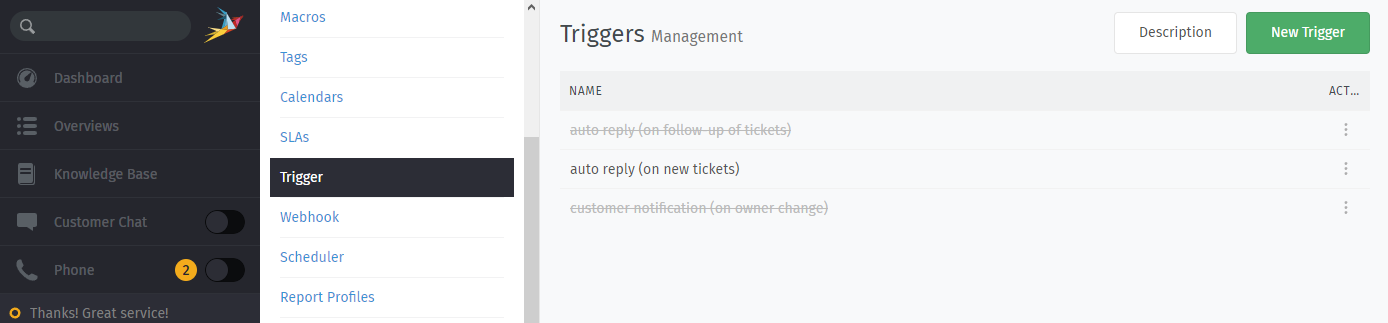 Dashboard
Overviews
Knowledge Base
Customer Chat
Phone 2
Thanks! Great service!
Macros
Tags
Calendars
SLAs
Trigger
Webhook
Scheduler
Report Profiles
Triggers Management
Description
New Trigger
NAME ACT...
auto reply (on follow-up of tickets)
auto reply (on new tickets)
customer notification (on owner change)